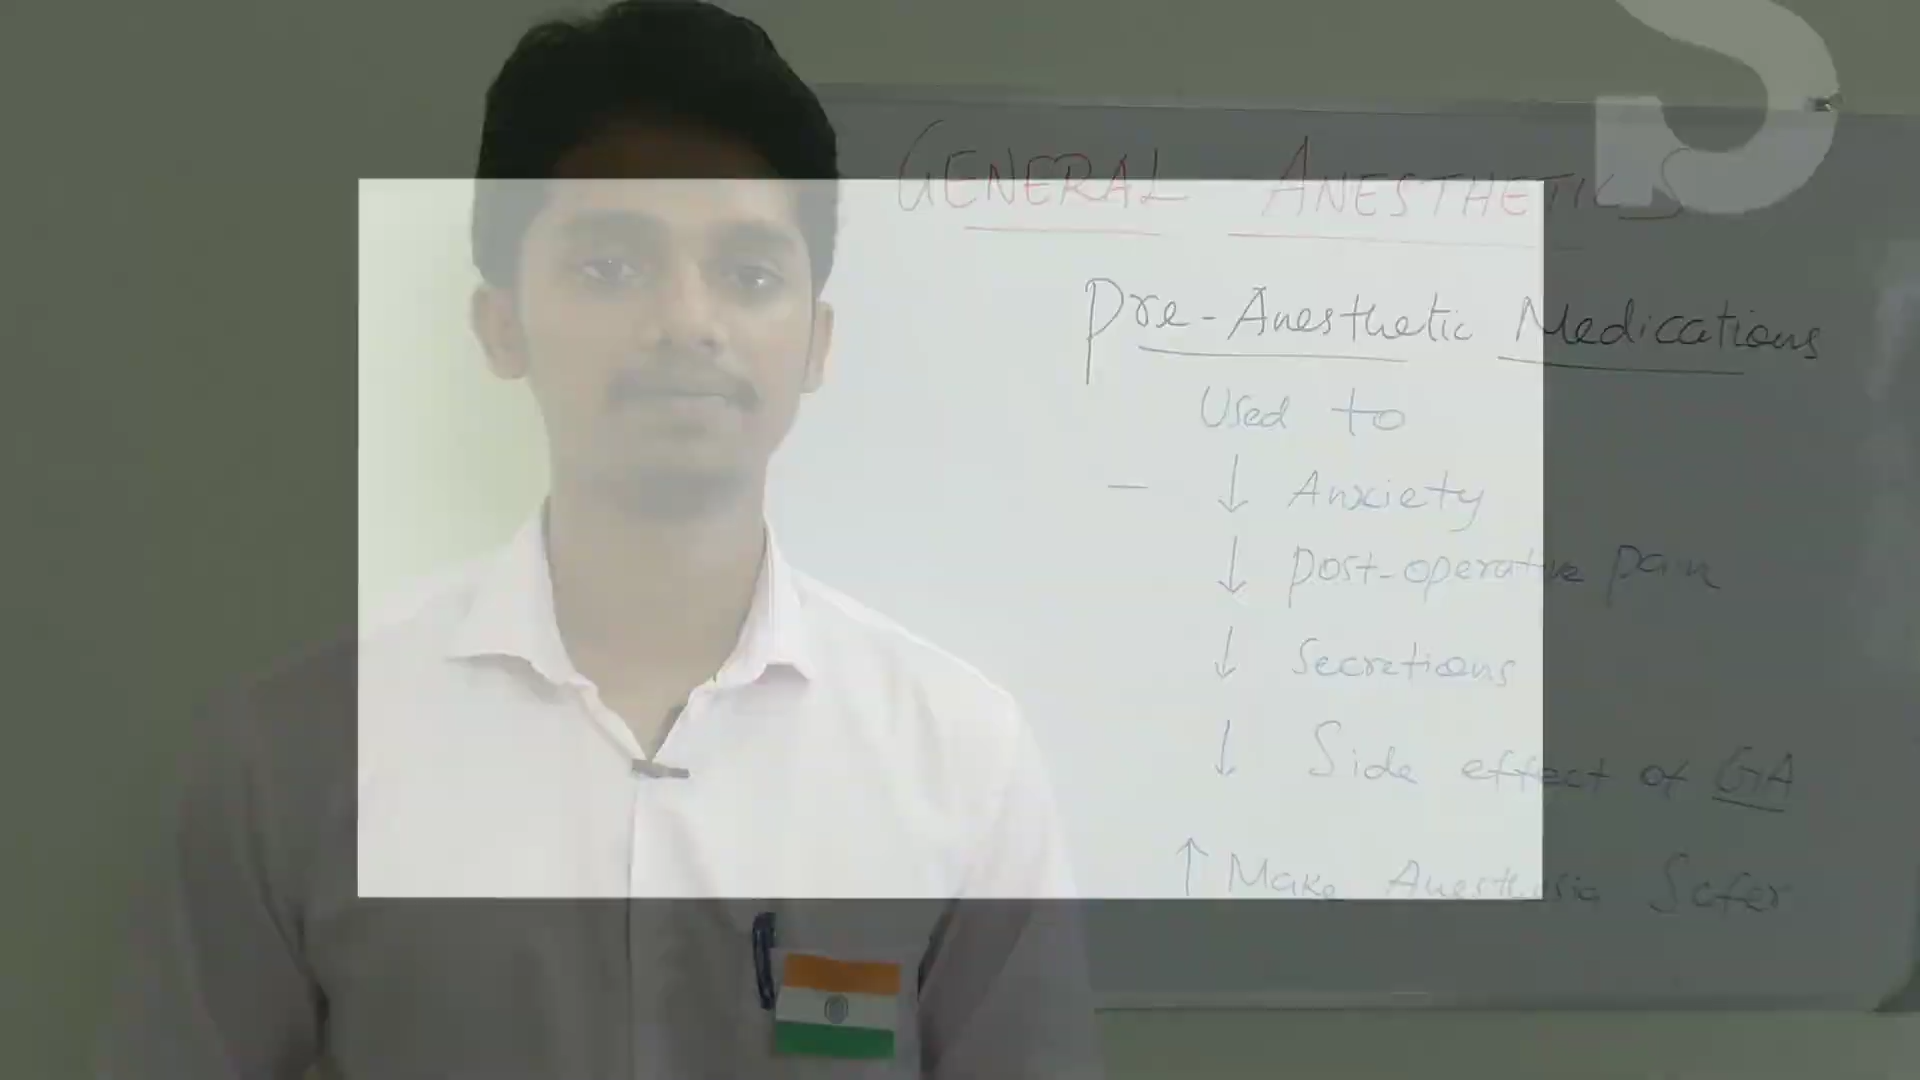 GENERAL ANESTHETICS
Pre-Anesthetic Medications
Used to
– ↓ Anxiety
↓ Post-operative pain
↓ Secretions
↓ Side effect of GA
↑ Make Anesthesia Safer
S